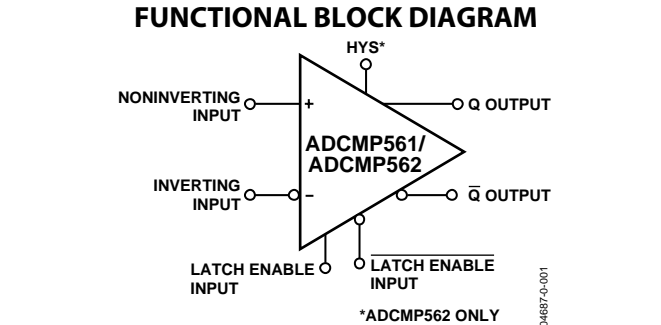 FUNCTIONAL BLOCK DIAGRAM
HYS*
NONINVERTING
INPUT
+
Q OUTPUT
ADCMP561/
ADCMP562
INVERTING
INPUT
–
Q̅ OUTPUT
LATCH ENABLE
INPUT
LATCH ENABLE
INPUT
*ADCMP562 ONLY
04687-0-001